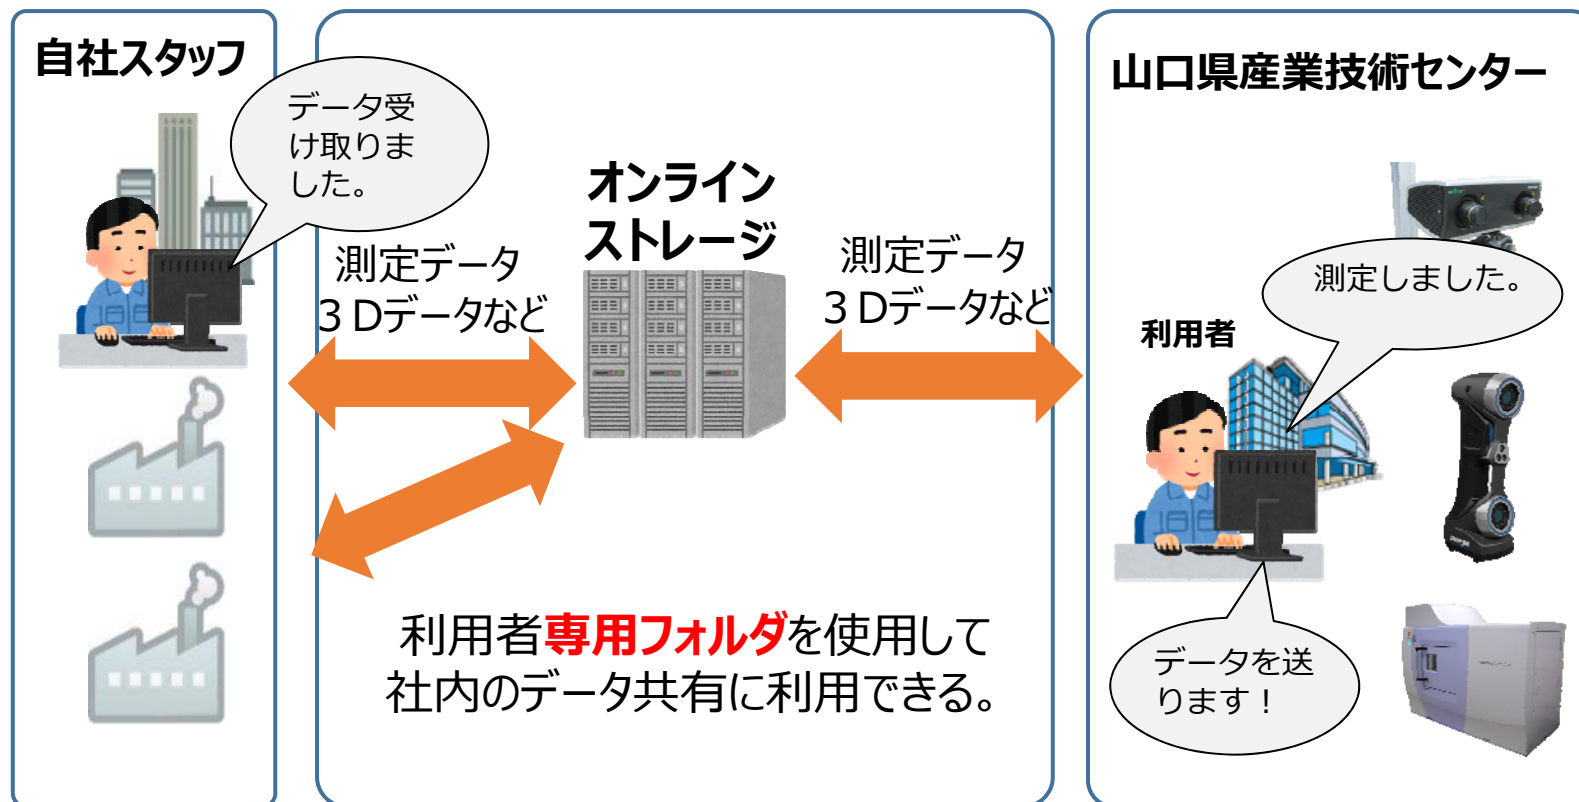 自社スタッフ
データ受
け取りま
した。
測定データ
３Dデータなど
オンライン
ストレージ
測定データ
３Dデータなど
利用者専用フォルダを使用して
社内のデータ共有に利用できる。
山口県産業技術センター
測定しました。
利用者
データを送
ります！